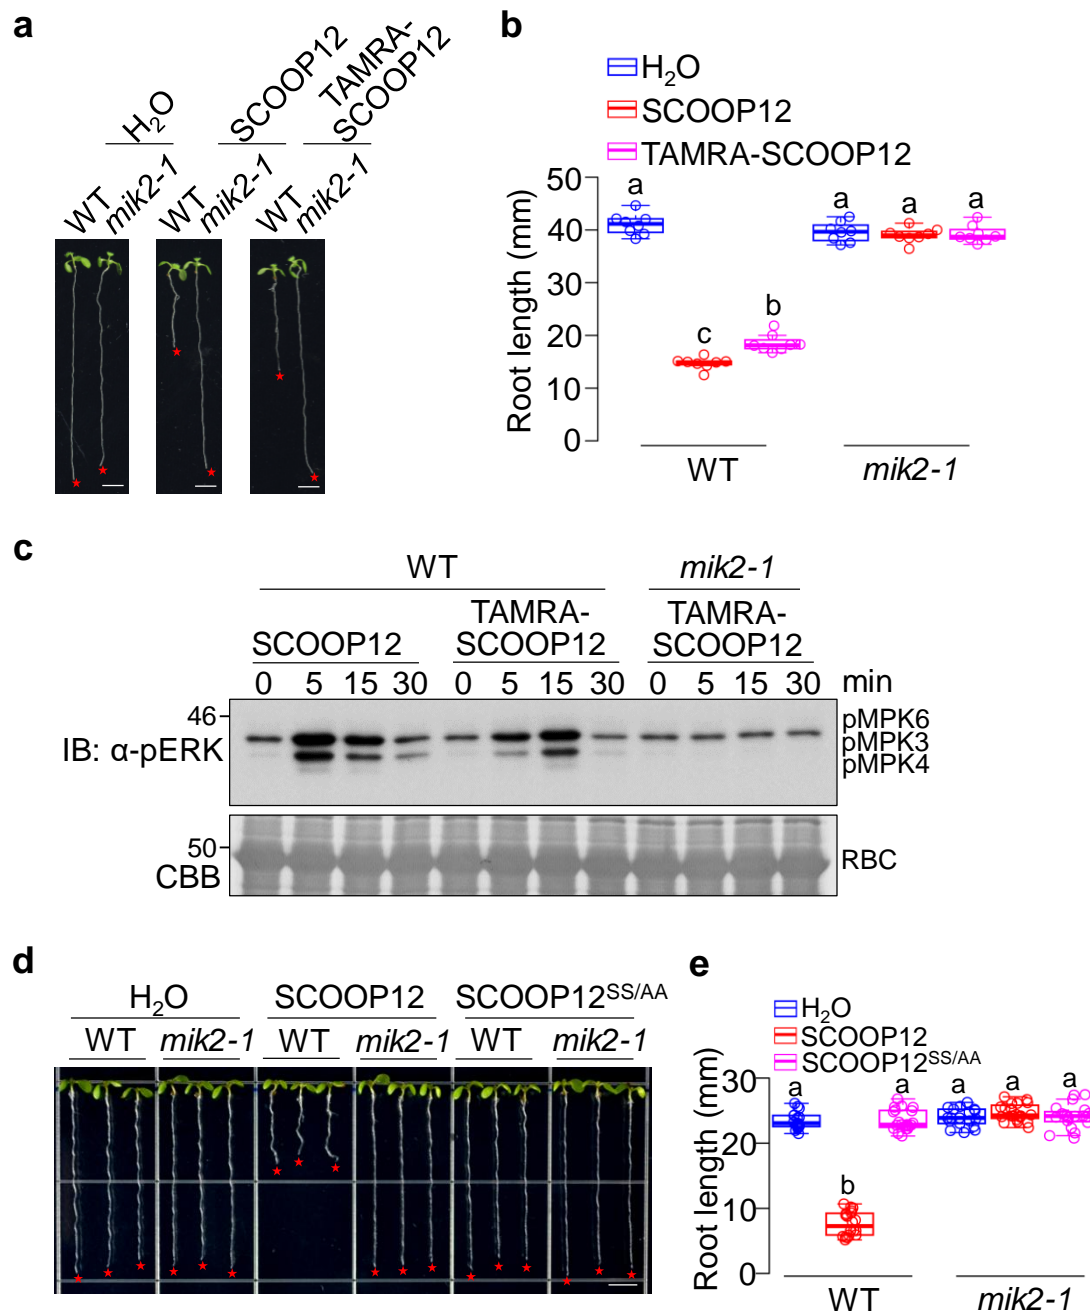 a
H₂O
SCOOP12
TAMRA-
SCOOP12
WT
mik2-1
WT
mik2-1
WT
mik2-1
b
H₂O
SCOOP12
TAMRA-SCOOP12
Root length (mm)
50
40
30
20
10
0
a
c
b
a
a
a
WT
mik2-1
c
WT
mik2-1
SCOOP12
TAMRA-
SCOOP12
TAMRA-
SCOOP12
0 5 15 30 0 5 15 30 0 5 15 30 min
46
IB: α-pERK
pMPK6
pMPK3
pMPK4
50
CBB
RBC
d
H₂O SCOOP12 SCOOP12^SS/AA
WT mik2-1 WT mik2-1 WT mik2-1
e
H₂O
SCOOP12
SCOOP12^SS/AA
Root length (mm)
30
20
10
0
a
b
a
a
a
a
WT
mik2-1